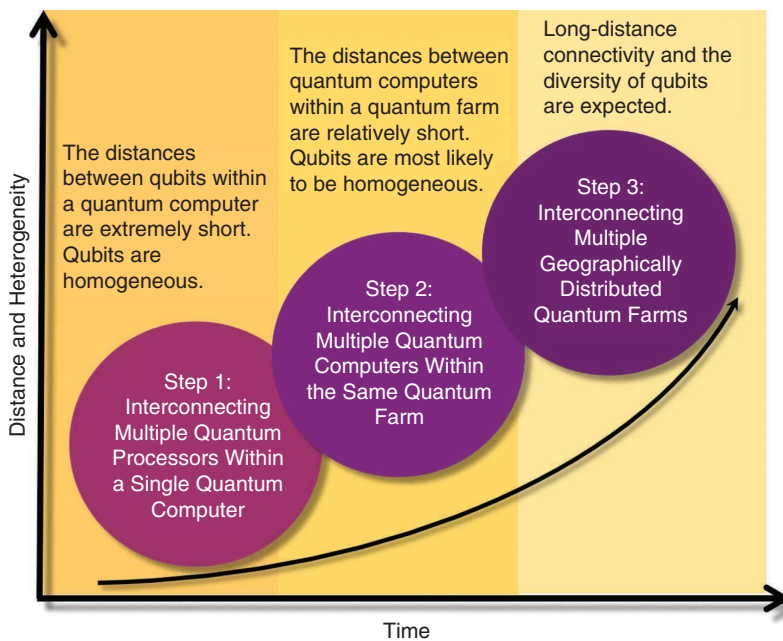 The distances
between qubits within
a quantum computer
are extremely short.
Qubits are
homogeneous.
The distances between
quantum computers
within a quantum farm
are relatively short.
Qubits are most likely
to be homogeneous.
Long-distance
connectivity and the
diversity of qubits
are expected.
Step 1:
Interconnecting
Multiple Quantum
Processors Within
a Single Quantum
Computer
Step 2:
Interconnecting
Multiple Quantum
Computers Within
the Same Quantum
Farm
Step 3:
Interconnecting
Multiple
Geographically
Distributed
Quantum Farms
Distance and Heterogeneity
Time